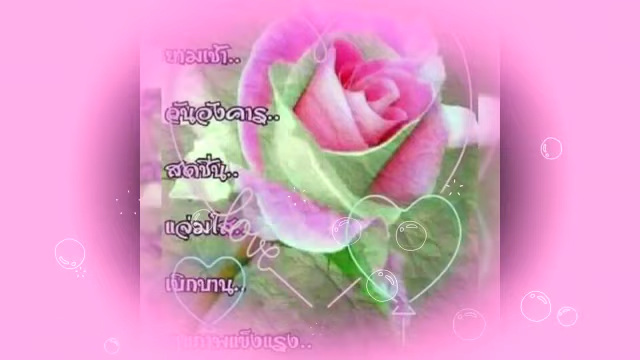 ยามเช้า..
วันอังคาร..
สดชื่น..
แจ่มใส..
เบิกบาน..
แข็งแรง..
love